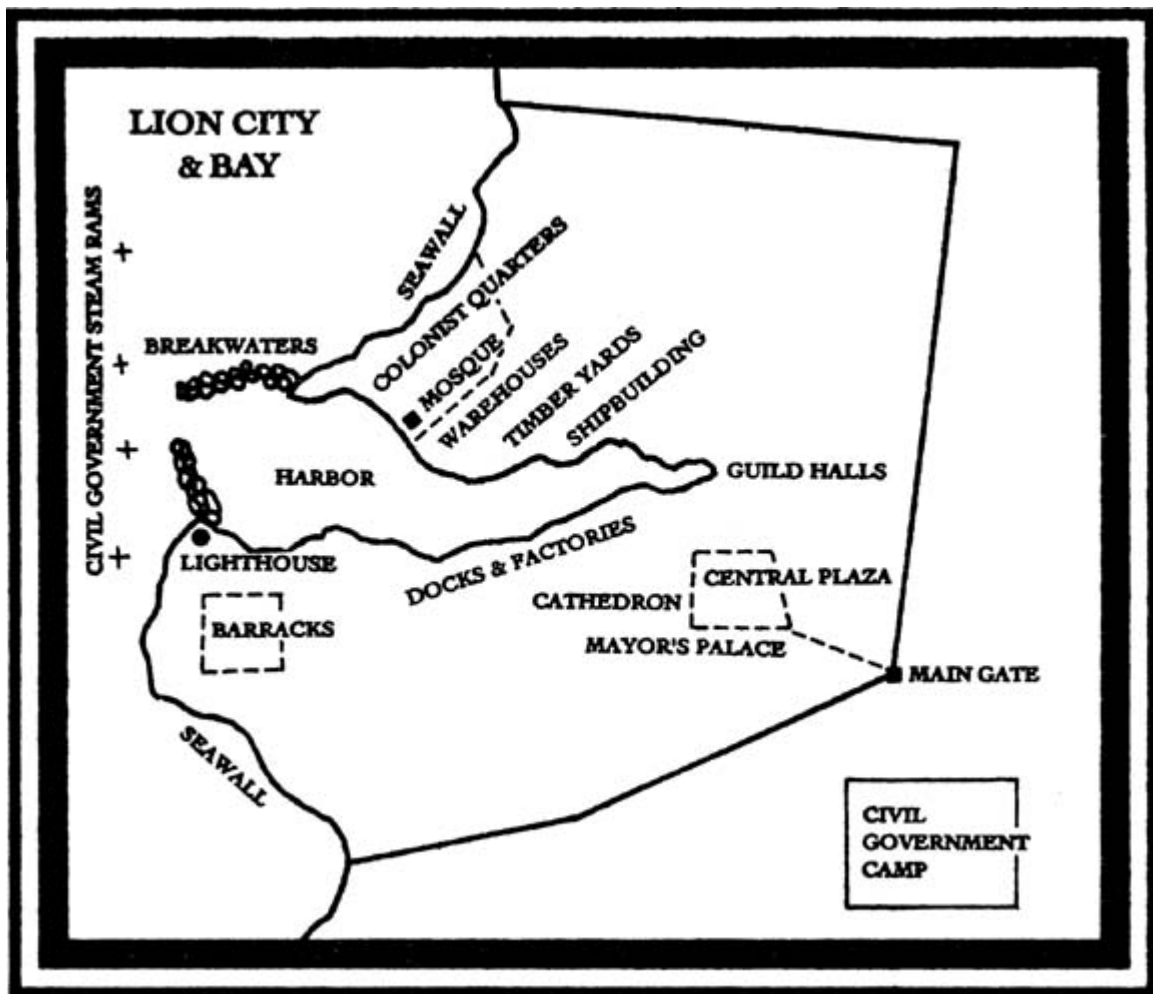 LION CITY
& BAY
CIVIL GOVERNMENT STEAM RAMS
SEAWALL
COLONIST QUARTERS
BREAKWATERS
MOSQUE
WAREHOUSES
TIMBER YARDS
SHIPBUILDING
HARBOR
GUILD HALLS
LIGHTHOUSE
DOCKS & FACTORIES
CENTRAL PLAZA
CATHEDRON
BARRACKS
MAYOR'S PALACE
MAIN GATE
SEAWALL
CIVIL
GOVERNMENT
CAMP